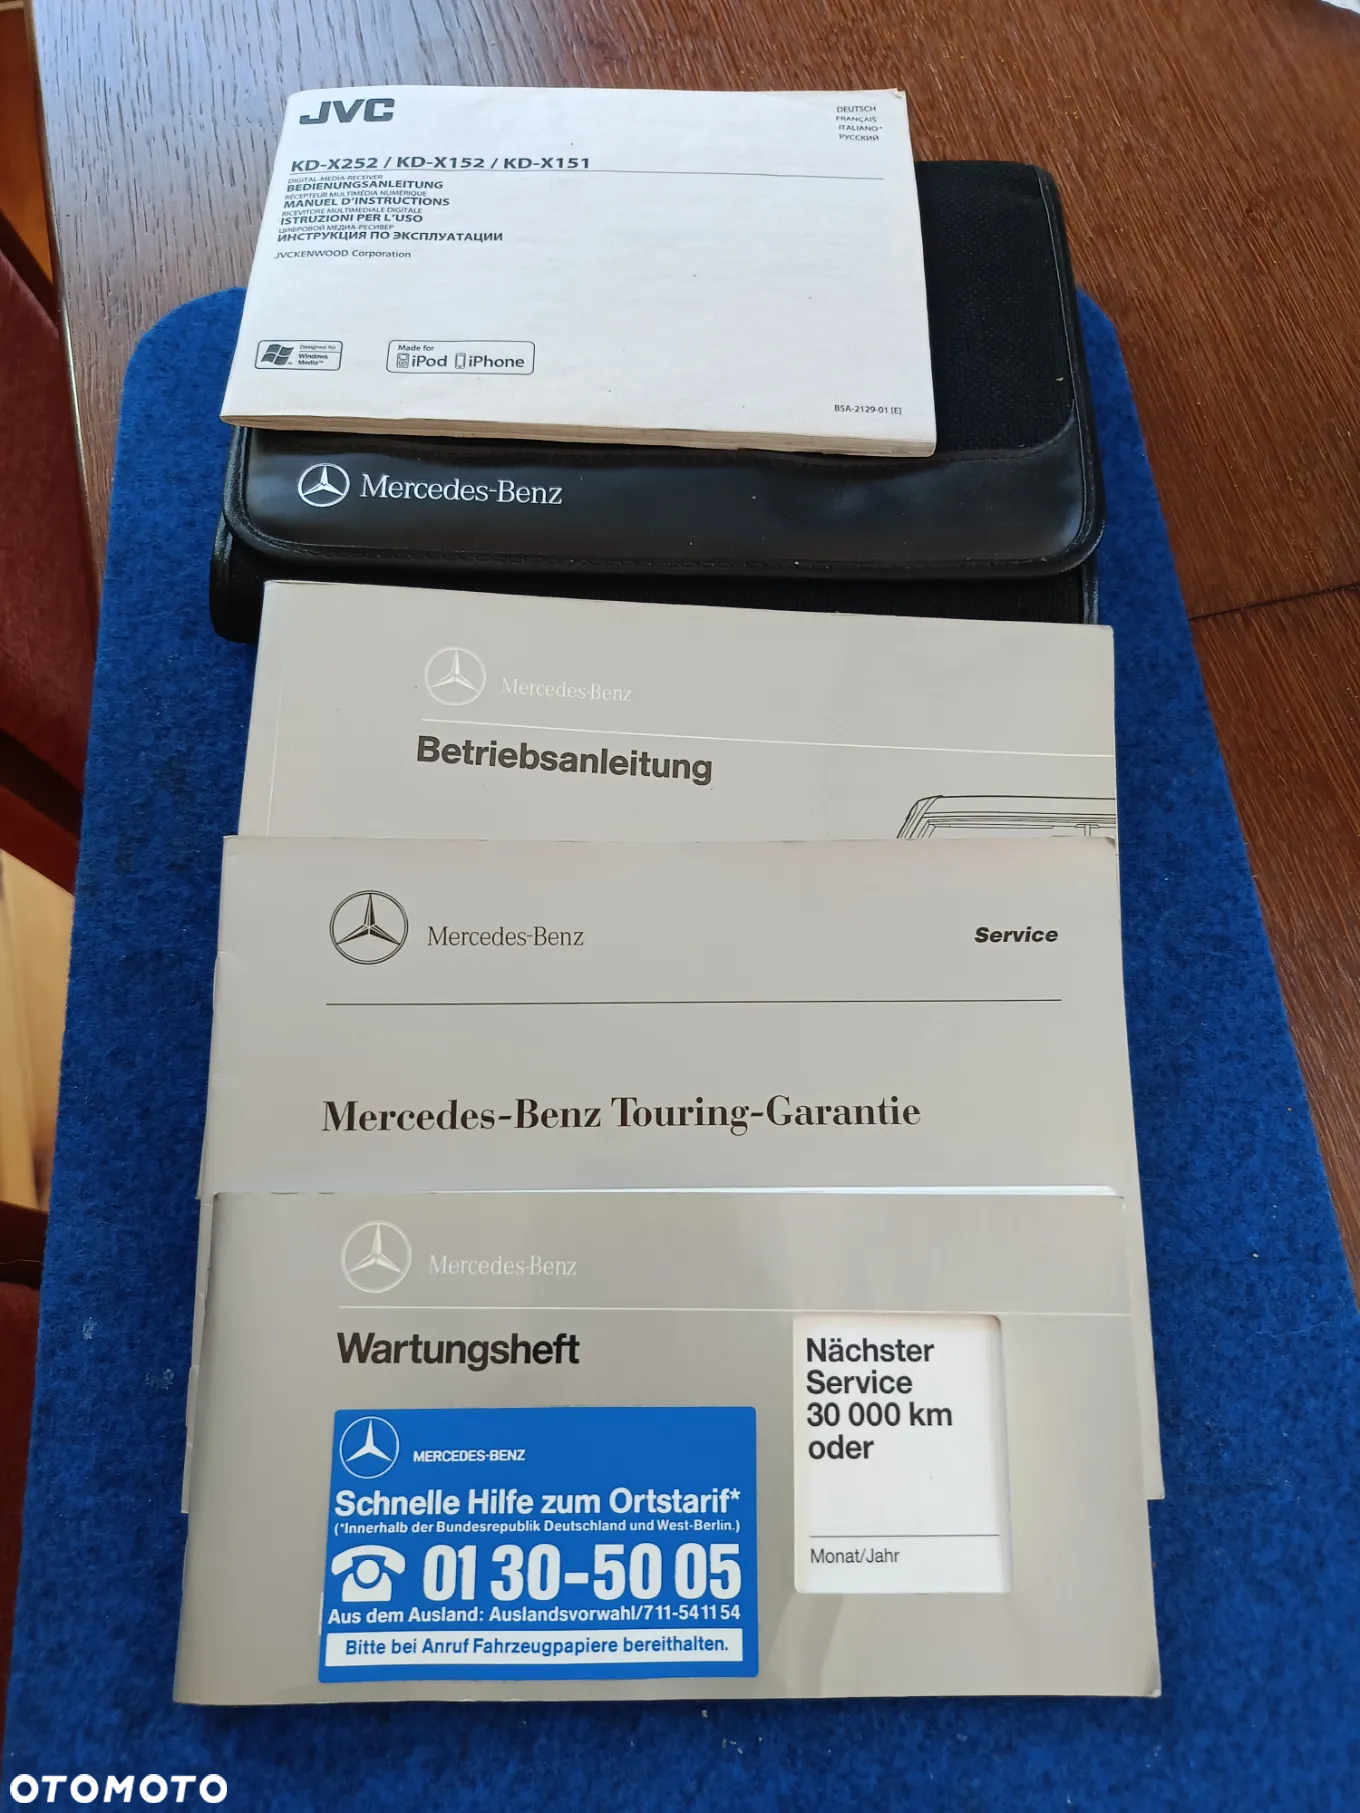 JVC
DEUTSCH
FRANÇAIS
ITALIANO*
РУССКИЙ
KD-X252 / KD-X152 / KD-X151
DIGITAL-MEDIA-RECEIVER
BEDIENUNGSANLEITUNG
RÉCEPTEUR MULTIMÉDIA NUMÉRIQUE
MANUEL D'INSTRUCTIONS
RICEVITORE MULTIMEDIALE DIGITALE
ISTRUZIONI PER L'USO
ЦИФРОВОЙ МЕДИА-РЕСИВЕР
ИНСТРУКЦИЯ ПО ЭКСПЛУАТАЦИИ
JVCKENWOOD Corporation
Designed for
Windows
Media™
Made for
iPod iPhone
B5A-2129-01 [E]
Mercedes-Benz
Mercedes-Benz
Betriebsanleitung
Mercedes-Benz
Service
Mercedes-Benz Touring-Garantie
Mercedes-Benz
Wartungsheft
Nächster
Service
30 000 km
oder
Monat/Jahr
MERCEDES-BENZ
Schnelle Hilfe zum Ortstarif*
(*Innerhalb der Bundesrepublik Deutschland und West-Berlin.)
01 30-50 05
Aus dem Ausland: Auslandsvorwahl/7 11-54 11 54
Bitte bei Anruf Fahrzeugpapiere bereithalten.
OTOMOTO